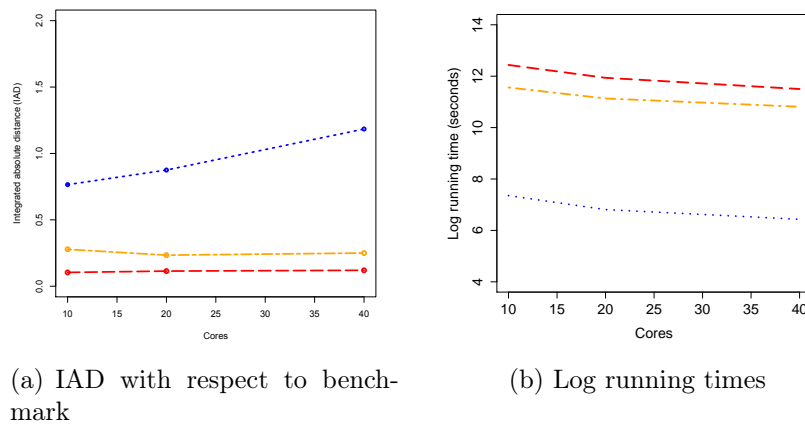 2.0
1.5
1.0
0.5
0.0
Integrated absolute distance (IAD)
10 15 20 25 30 35 40
Cores
14
12
10
8
6
4
Log running time (seconds)
10 15 20 25 30 35 40
Cores
(a) IAD with respect to bench-
mark
(b) Log running times